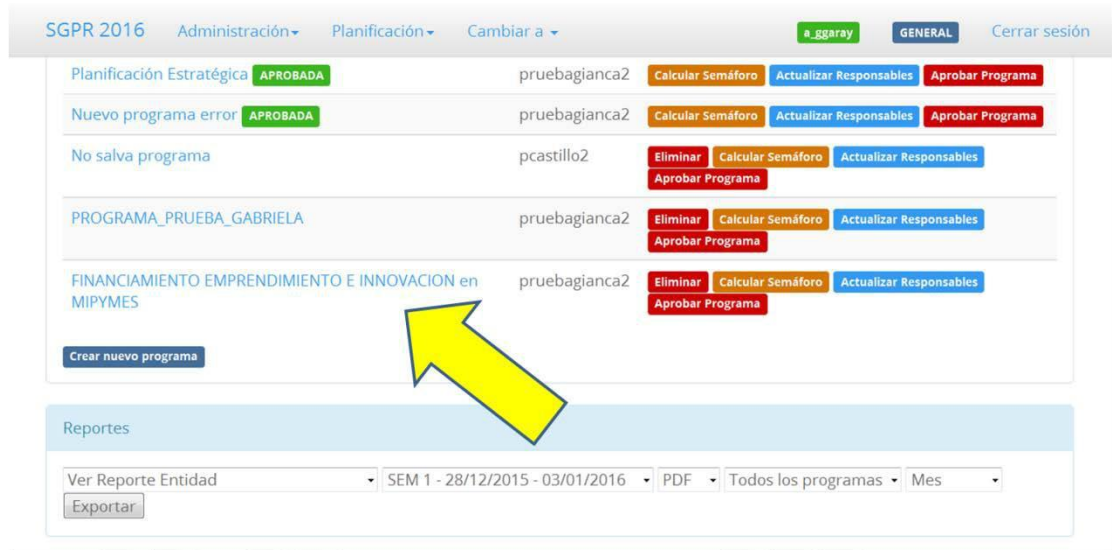 SGPR 2016 Administración Planificación Cambiar a a_ggaray GENERAL Cerrar sesión
Planificación Estratégica APROBADA pruebagianca2 Calcular Semáforo Actualizar Responsables Aprobar Programa
Nuevo programa error APROBADA pruebagianca2 Calcular Semáforo Actualizar Responsables Aprobar Programa
No salva programa pcastillo2 Eliminar Calcular Semáforo Actualizar Responsables
Aprobar Programa
PROGRAMA_PRUEBA_GABRIELA pruebagianca2 Eliminar Calcular Semáforo Actualizar Responsables
Aprobar Programa
FINANCIAMIENTO EMPRENDIMIENTO E INNOVACION en pruebagianca2 Eliminar Calcular Semáforo Actualizar Responsables
MIPYMES Aprobar Programa
Crear nuevo programa
Reportes
Ver Reporte Entidad SEM 1 - 28/12/2015 - 03/01/2016 PDF Todos los programas Mes
Exportar